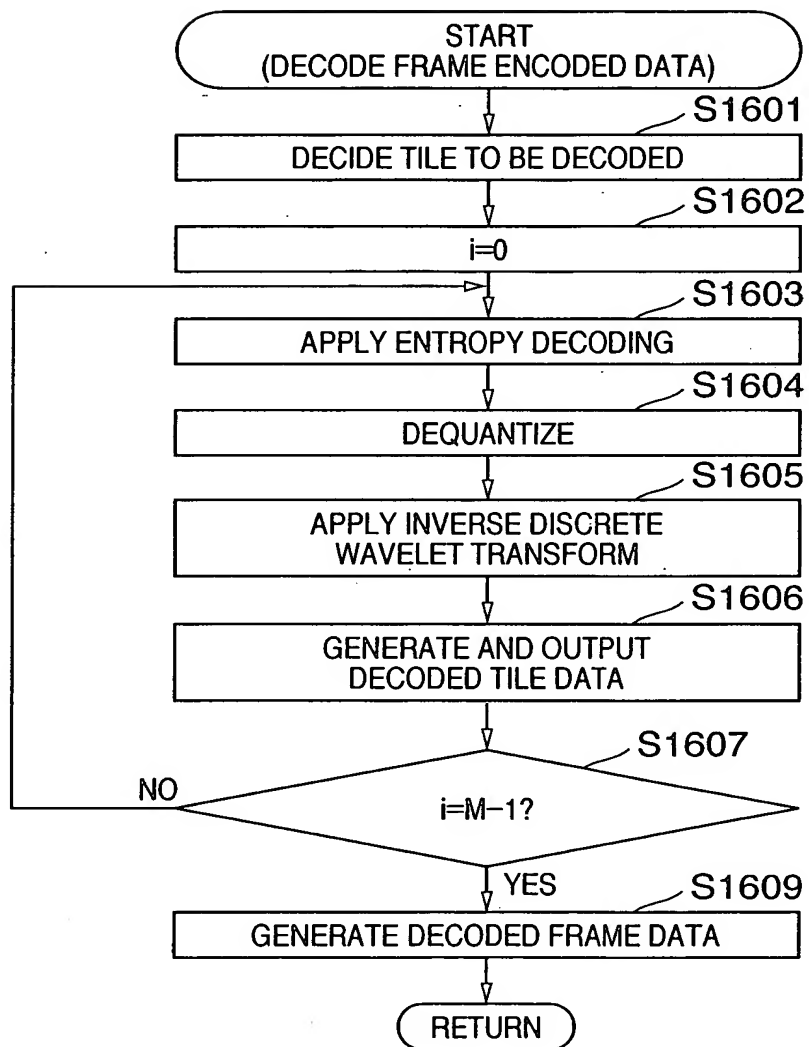 START
(DECODE FRAME ENCODED DATA)
S1601
DECIDE TILE TO BE DECODED
S1602
i=0
S1603
APPLY ENTROPY DECODING
S1604
DEQUANTIZE
S1605
APPLY INVERSE DISCRETE
WAVELET TRANSFORM
S1606
GENERATE AND OUTPUT
DECODED TILE DATA
S1607
NO
i=M-1?
YES
S1609
GENERATE DECODED FRAME DATA
RETURN